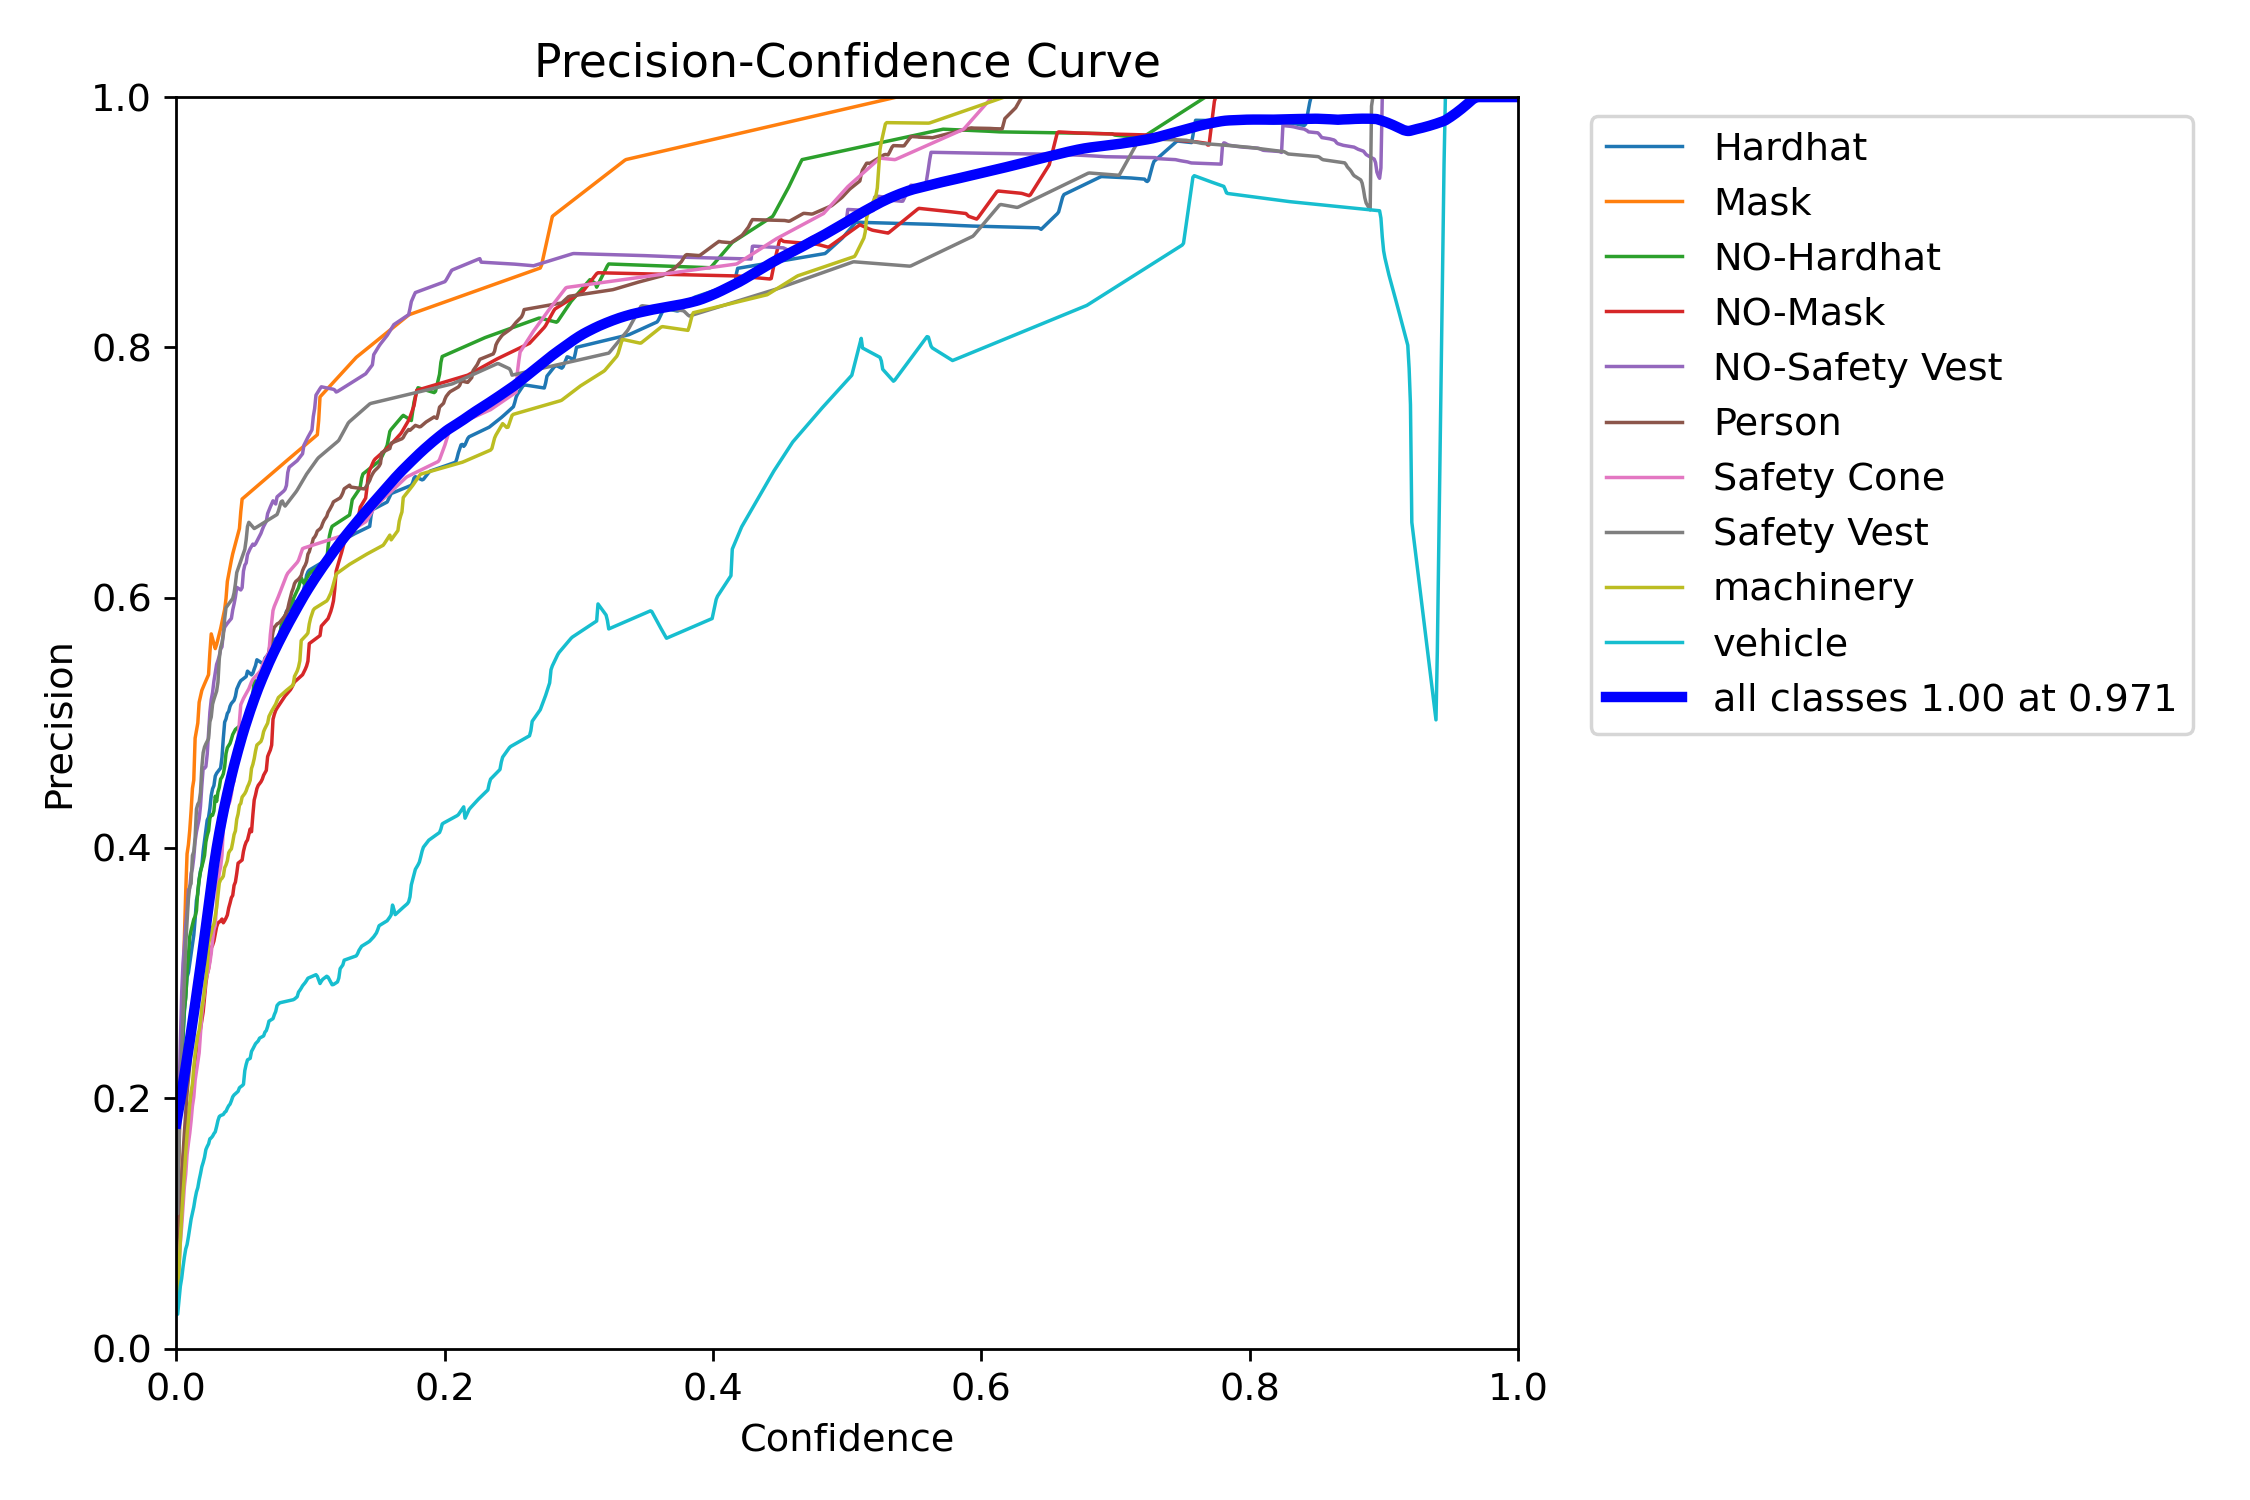 Precision-Confidence Curve
1.0
0.8
0.6
0.4
0.2
0.0
Precision
0.0 0.2 0.4 0.6 0.8 1.0
Confidence
Hardhat
Mask
NO-Hardhat
NO-Mask
NO-Safety Vest
Person
Safety Cone
Safety Vest
machinery
vehicle
all classes 1.00 at 0.971